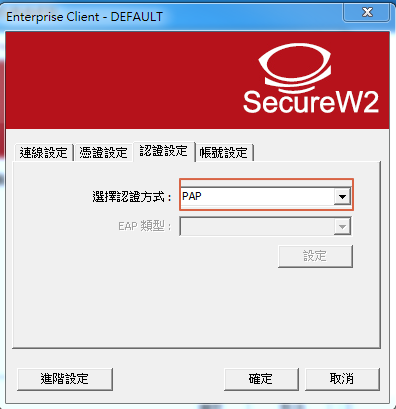 Enterprise Client - DEFAULT
SecureW2
連線設定 憑證設定 認證設定 帳號設定
選擇認證方式 : PAP
EAP 類型 :
設定
進階設定 確定 取消